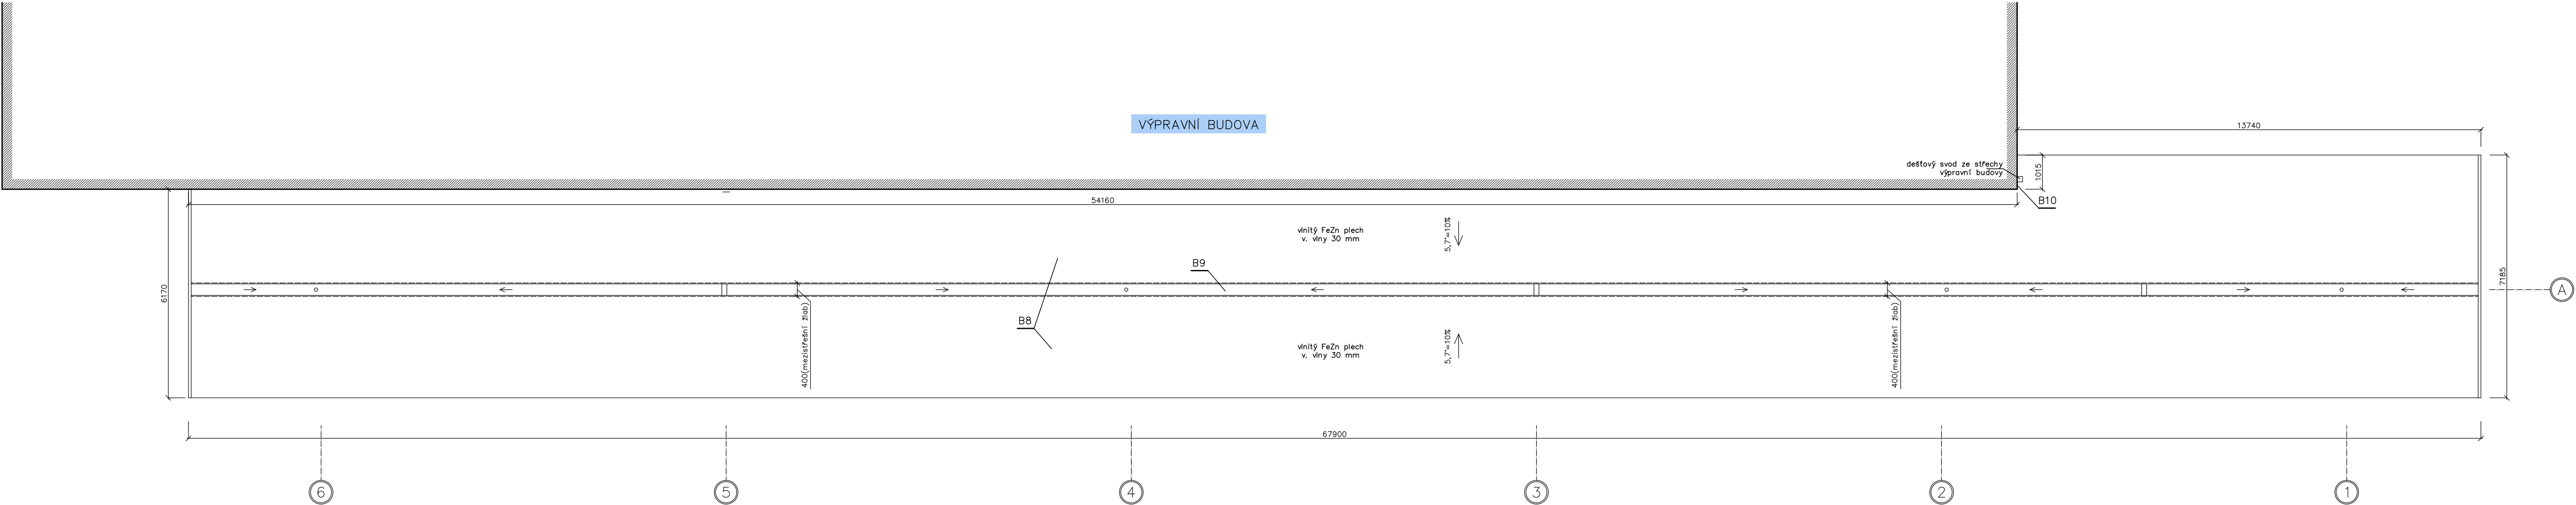 VÝPRAVNÍ BUDOVA
13740
dešťový svod ze střechy
výpravní budovy
1015
B10
54160
vlnitý FeZn plech
v. vlny 30 mm
5,7°=10%
B9
6170
7185
A
400(mezistřešní žlab)
400(mezistřešní žlab)
B8
vlnitý FeZn plech
v. vlny 30 mm
5,7°=10%
67900
6
5
4
3
2
1